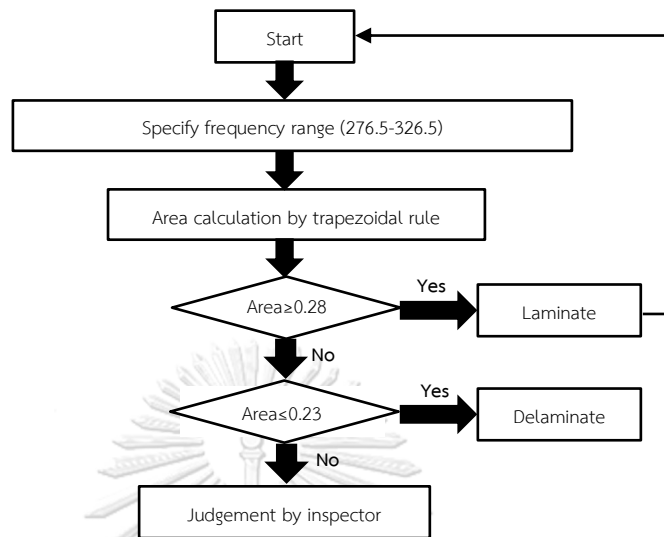 Start
Specify frequency range (276.5-326.5)
Area calculation by trapezoidal rule
Area≥0.28
Yes
Laminate
No
Area≤0.23
Yes
Delaminate
No
Judgement by inspector